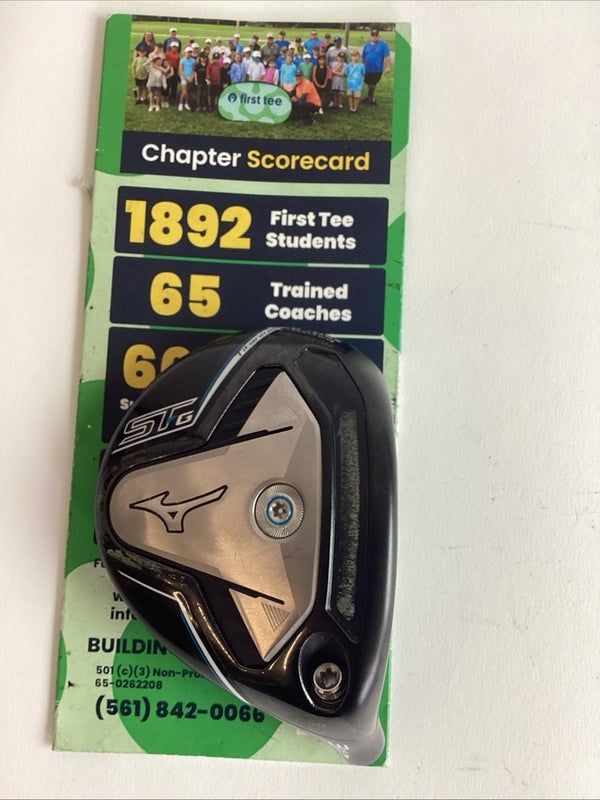 first tee
Chapter Scorecard
1892 First Tee
Students
65 Trained
Coaches
ST G
BUILDIN
501 (c)(3) Non-Pro
65-0262208
(561) 842-0066